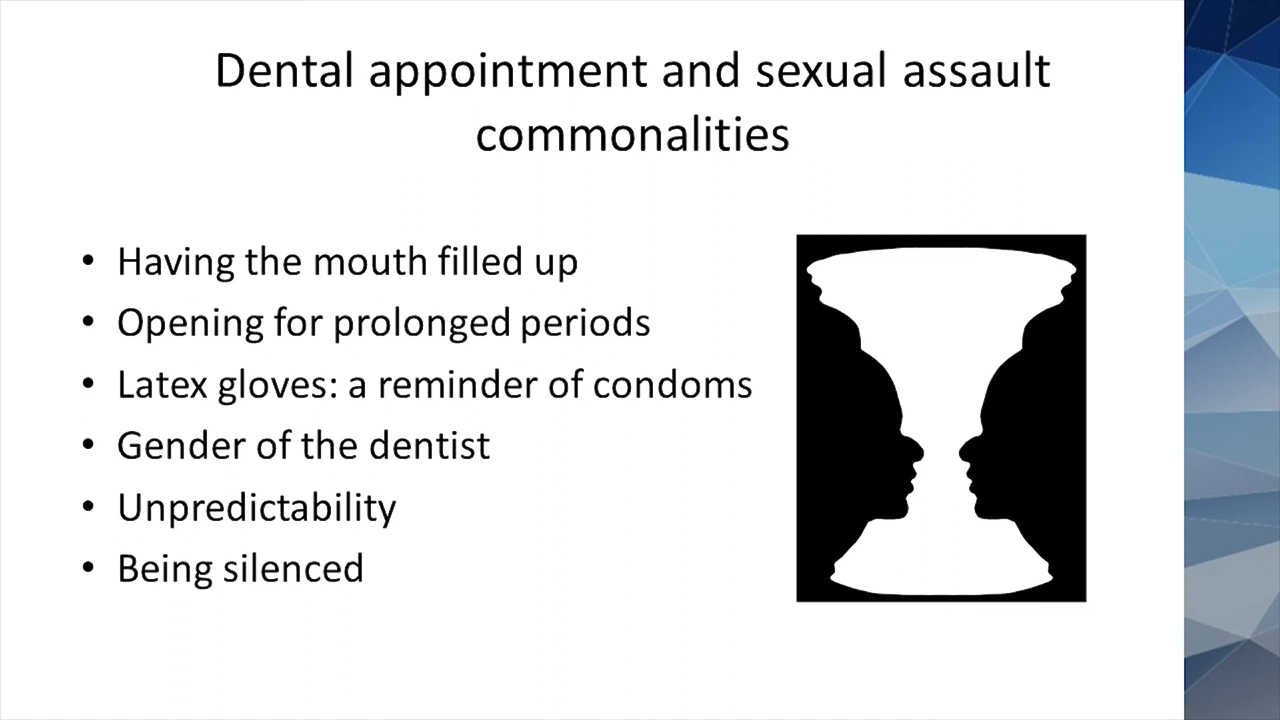 Dental appointment and sexual assault
commonalities
• Having the mouth filled up
• Opening for prolonged periods
• Latex gloves: a reminder of condoms
• Gender of the dentist
• Unpredictability
• Being silenced